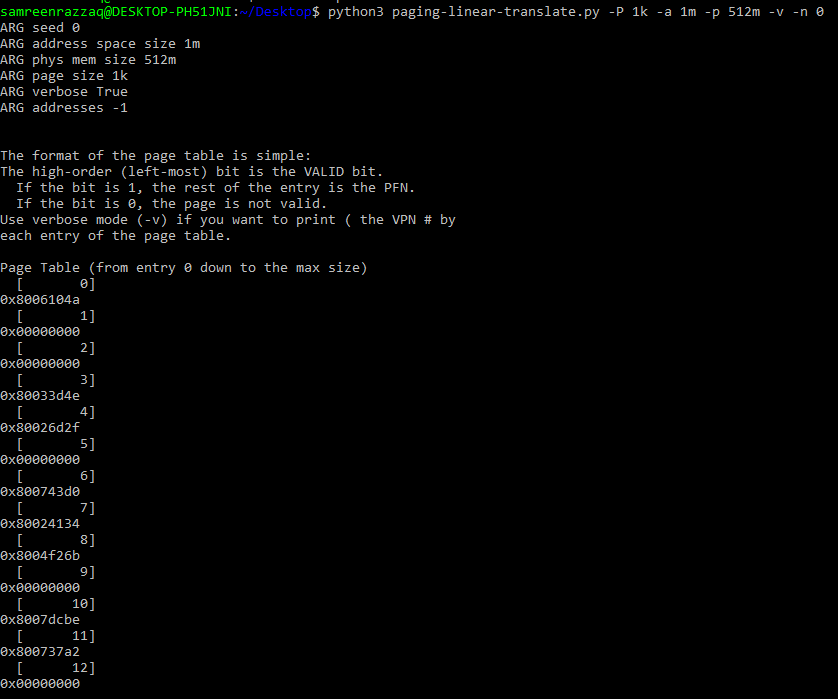 samreenrazzaq@DESKTOP-PH51JNI:~/Desktop$ python3 paging-linear-translate.py -P 1k -a 1m -p 512m -v -n 0
ARG seed 0
ARG address space size 1m
ARG phys mem size 512m
ARG page size 1k
ARG verbose True
ARG addresses -1

The format of the page table is simple:
The high-order (left-most) bit is the VALID bit.
  If the bit is 1, the rest of the entry is the PFN.
  If the bit is 0, the page is not valid.
Use verbose mode (-v) if you want to print ( the VPN # by
each entry of the page table.

Page Table (from entry 0 down to the max size)
  [       0]
0x8006104a
  [       1]
0x00000000
  [       2]
0x00000000
  [       3]
0x80033d4e
  [       4]
0x80026d2f
  [       5]
0x00000000
  [       6]
0x800743d0
  [       7]
0x80024134
  [       8]
0x8004f26b
  [       9]
0x00000000
  [      10]
0x8007dcbe
  [      11]
0x800737a2
  [      12]
0x00000000